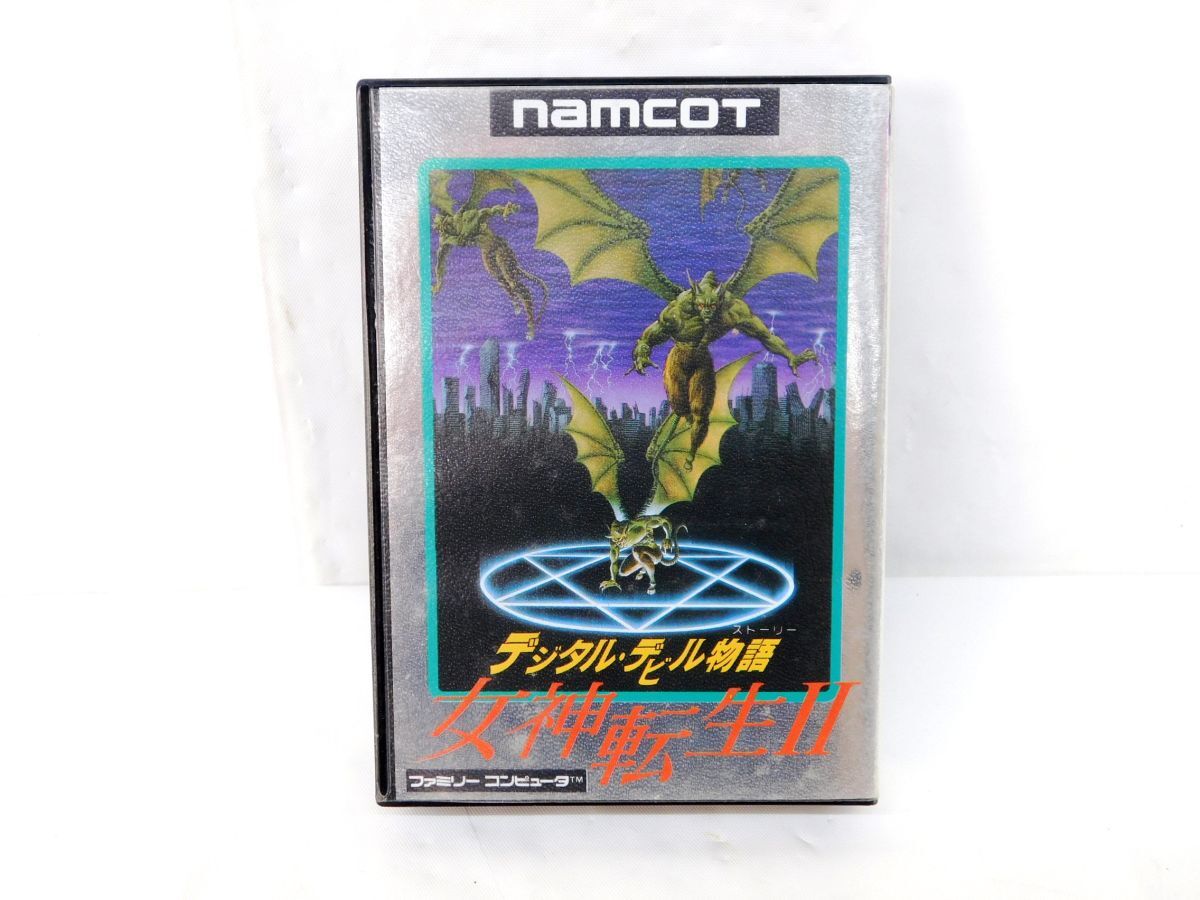 namcot
ストーリー
デジタル・デビル物語
女神転生II
ファミリー コンピュータ™